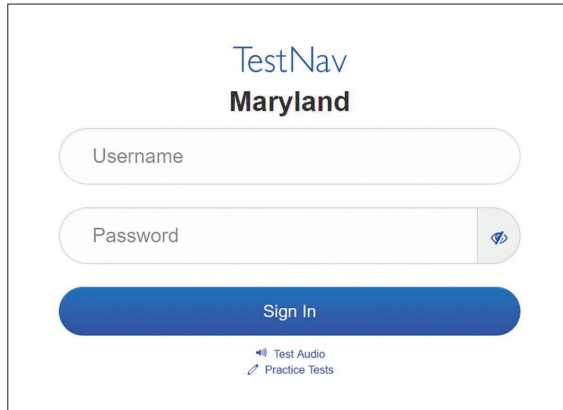 TestNav
Maryland
Username
Password
Sign In
Test Audio
Practice Tests